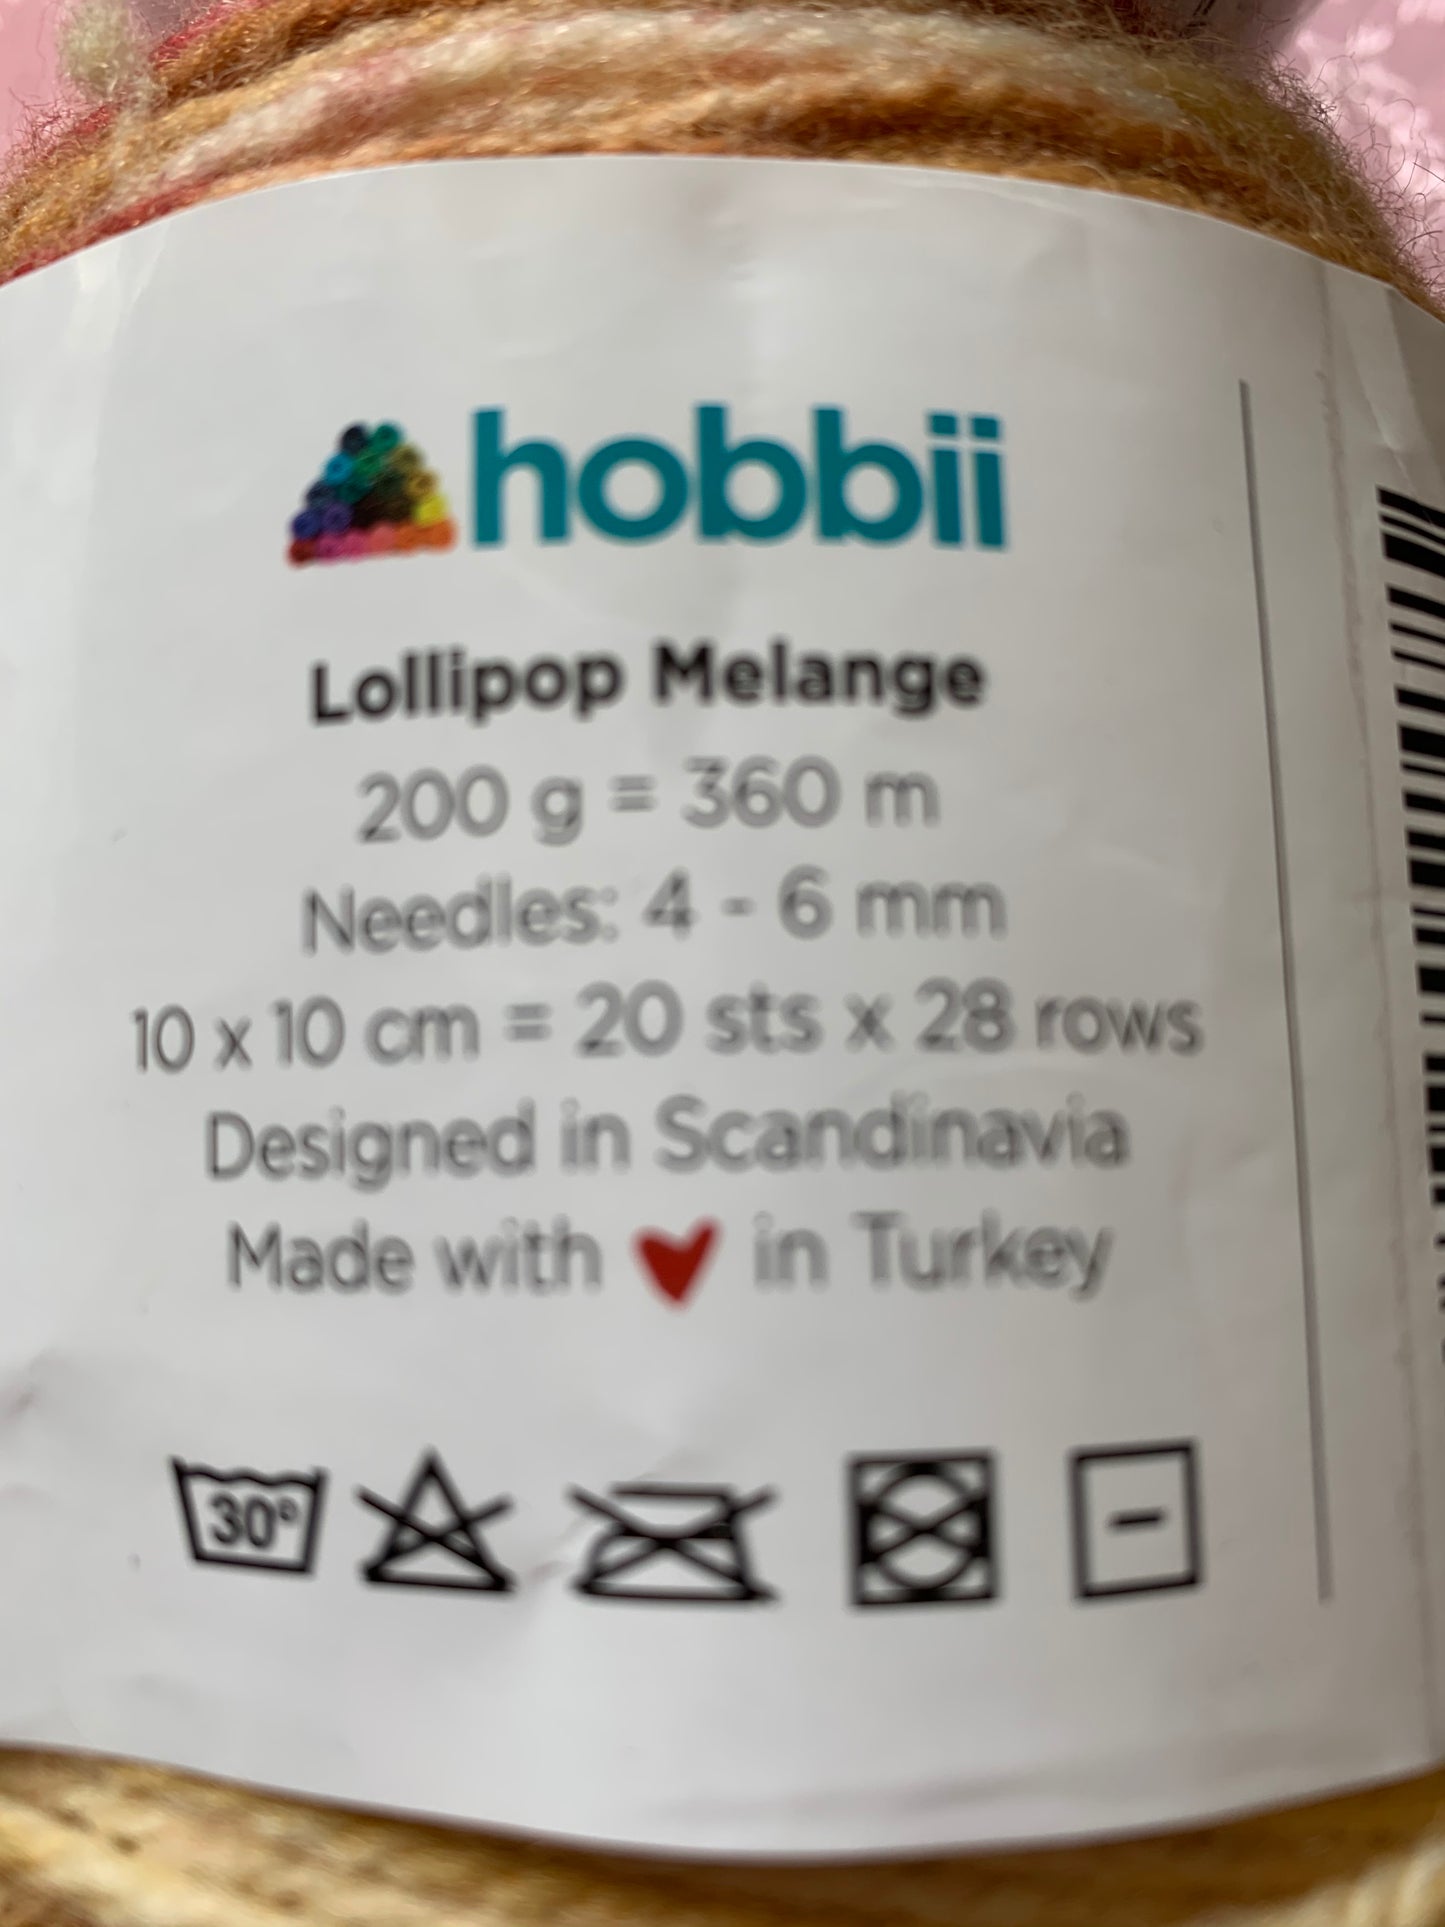 hobbii
Lollipop Melange
200 g = 360 m
Needles: 4 - 6 mm
10 x 10 cm = 20 sts x 28 rows
Designed in Scandinavia
Made with ❤ in Turkey
30°